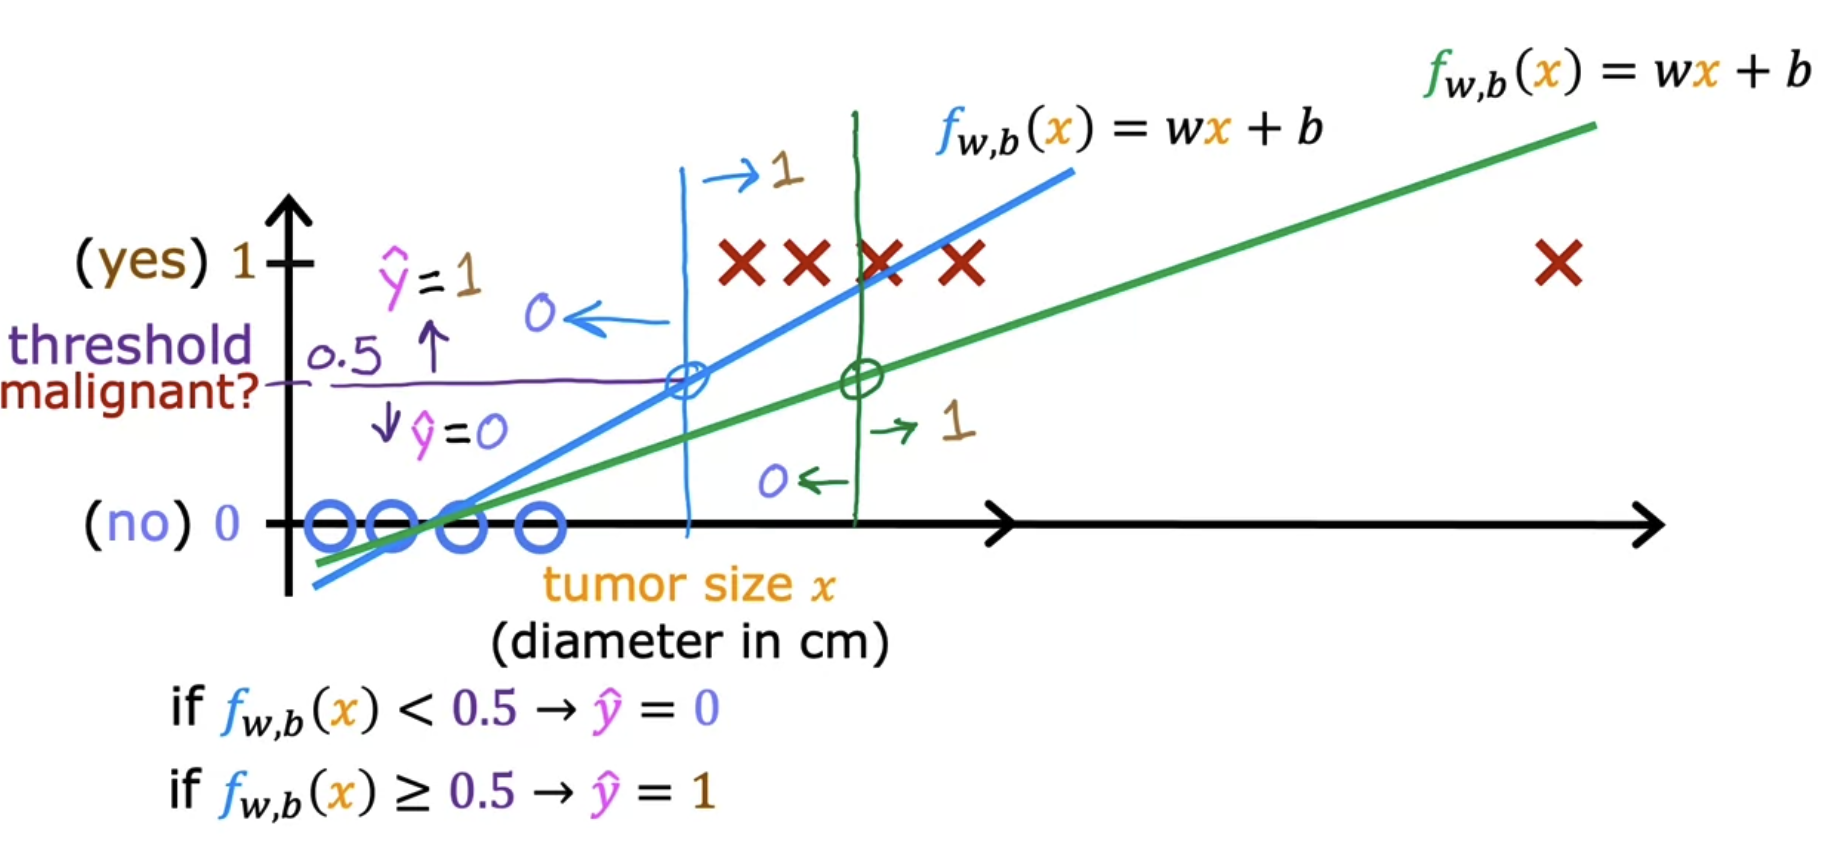 f_{w,b}(x) = wx + b
f_{w,b}(x) = wx + b
→ 1
(yes) 1
ŷ = 1
0 ←
threshold
0.5 ↑
malignant?
↓ ŷ = 0
→ 1
0 ←
(no) 0
tumor size x
(diameter in cm)
if f_{w,b}(x) < 0.5 → ŷ = 0
if f_{w,b}(x) ≥ 0.5 → ŷ = 1